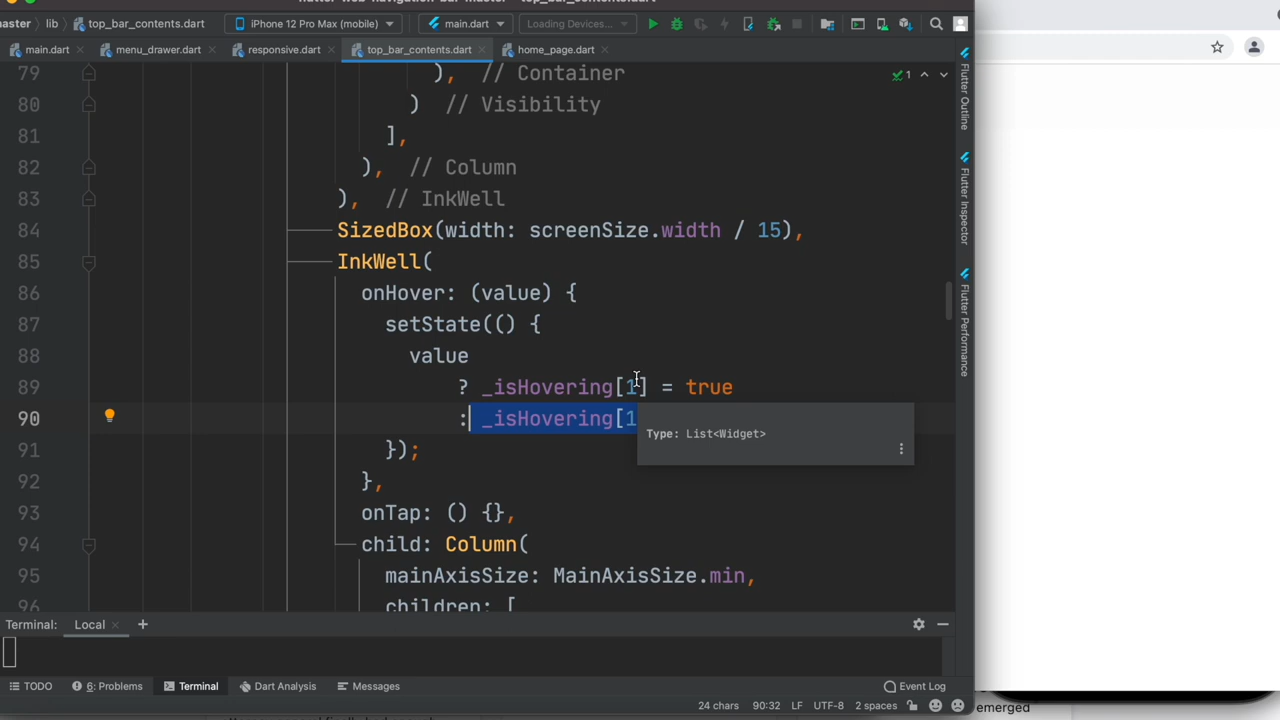 lib
top_bar_contents.dart
iPhone 12 Pro Max (mobile)
main.dart
Loading Devices...
main.dart
menu_drawer.dart
responsive.dart
top_bar_contents.dart
home_page.dart
79 ), // Container
1
80 ) // Visibility
81 ],
82 ), // Column
83 ), // InkWell
84 SizedBox(width: screenSize.width / 15),
85 InkWell(
86 onHover: (value) {
87 setState(() {
88 value
89 ? _isHovering[1] = true
90 : _isHovering[1
Type: List<Widget>
91 });
92 },
93 onTap: () {},
94 child: Column(
95 mainAxisSize: MainAxisSize.min,
96 children: [
Flutter Outline
Flutter Inspector
Flutter Performance
Terminal: Local +
TODO
6: Problems
Terminal
Dart Analysis
Messages
Event Log
24 chars 90:32 LF UTF-8 2 spaces
emerged